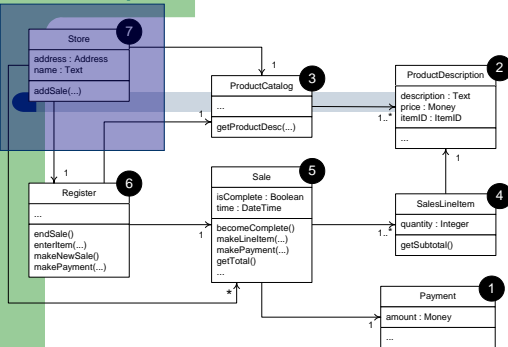 7
Store
address : Address
name : Text
addSale(...)
1
3
ProductCatalog
...
getProductDesc(...)
1
1..*
2
ProductDescription
description : Text
price : Money
itemID : ItemID
...
1
6
Register
...
endSale()
enterItem(...)
makeNewSale()
makePayment(...)
1
1
5
Sale
isComplete : Boolean
time : DateTime
becomeComplete()
makeLineItem(...)
makePayment(...)
getTotal()
...
*
1..*
4
SalesLineItem
quantity : Integer
getSubtotal()
1
1
Payment
amount : Money
...